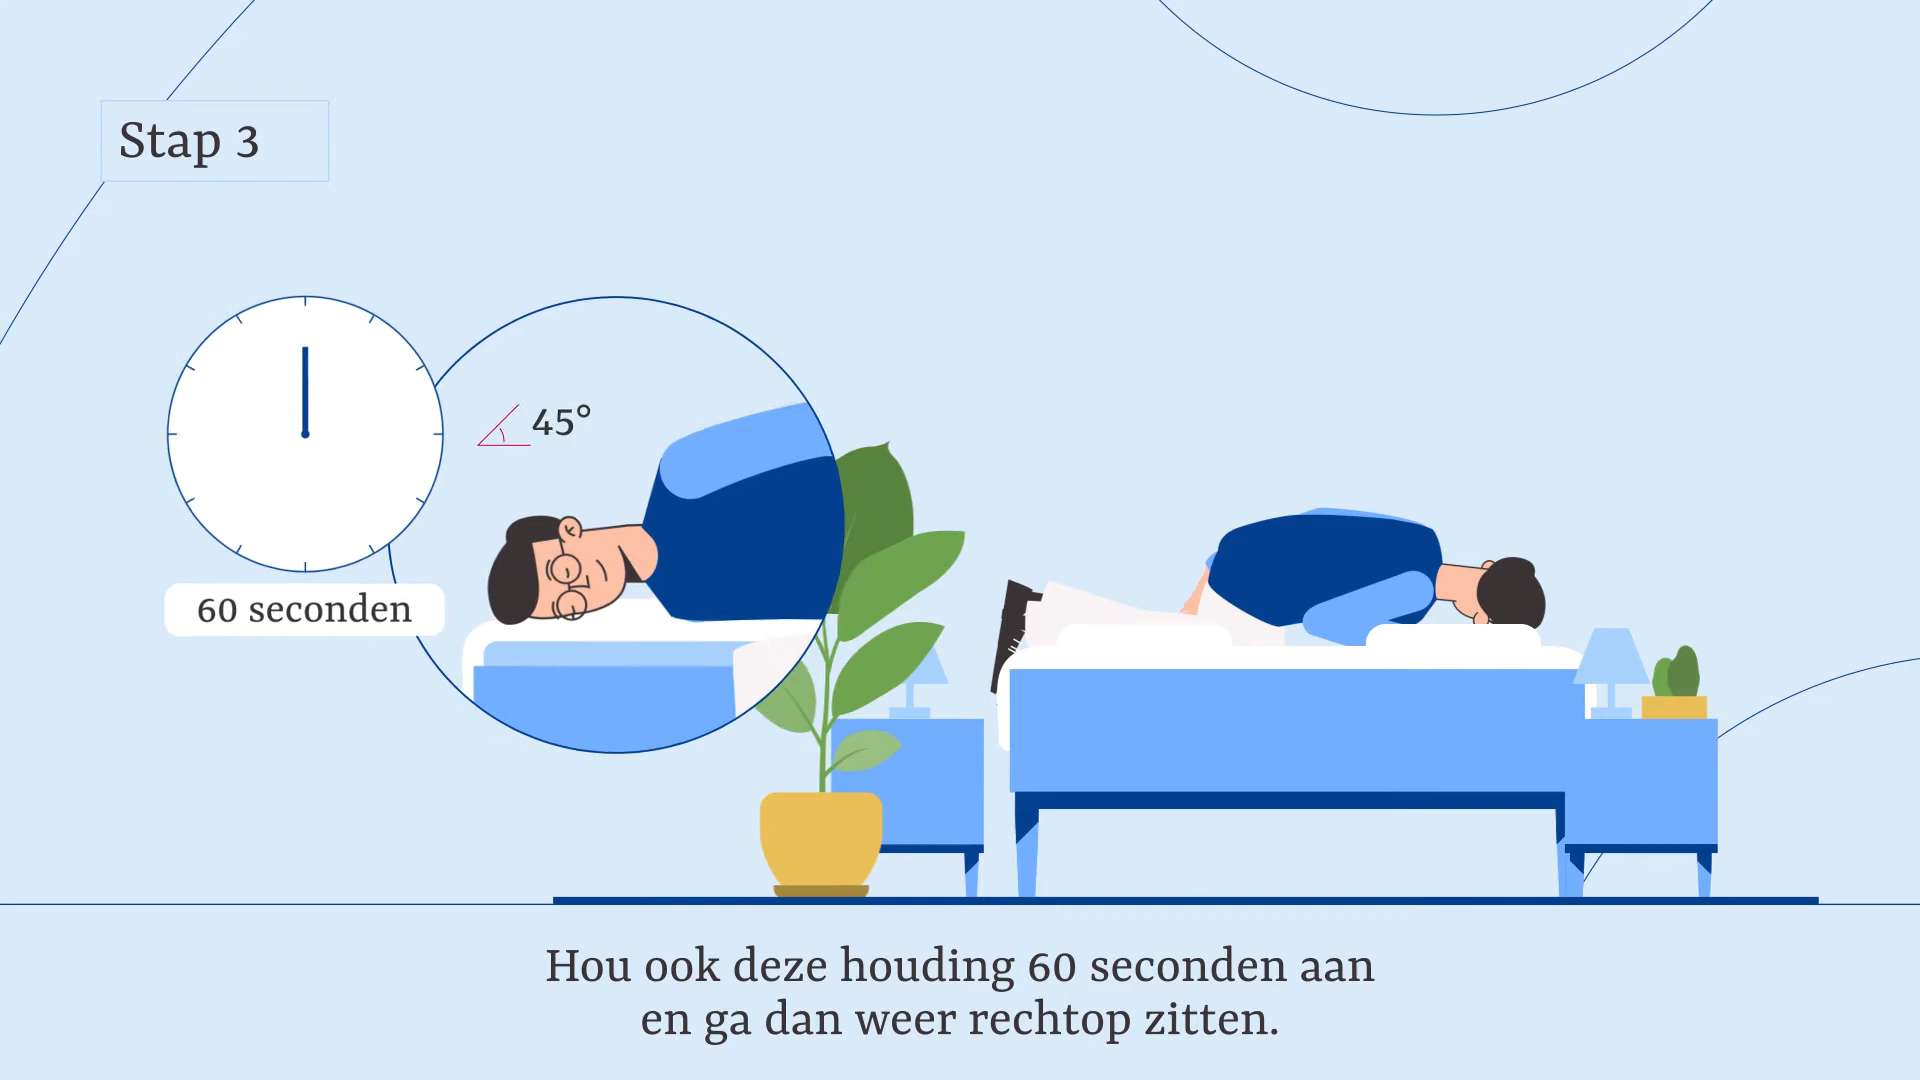 Stap 3
45°
60 seconden
Hou ook deze houding 60 seconden aan
en ga dan weer rechtop zitten.